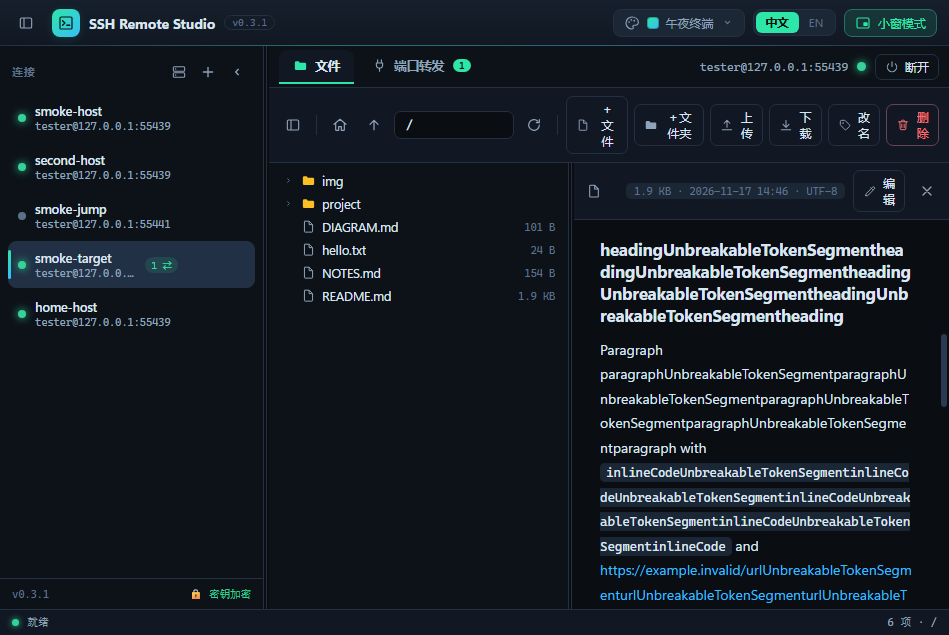 SSH Remote Studio v0.3.1 午夜终端 中文 EN 小窗模式
连接
smoke-host
tester@127.0.0.1:55439
second-host
tester@127.0.0.1:55439
smoke-jump
tester@127.0.0.1:55441
smoke-target
tester@127.0.0.… 1 ⇄
home-host
tester@127.0.0.1:55439
v0.3.1 密钥加密
文件 端口转发 1 tester@127.0.0.1:55439 断开
/
+
文
件
+文
件夹
上
传
下
载
改
名
删
除
img
project
DIAGRAM.md 101 B
hello.txt 24 B
NOTES.md 154 B
README.md 1.9 KB
1.9 KB · 2026-11-17 14:46 · UTF-8
编
辑
headingUnbreakableTokenSegmenthea
dingUnbreakableTokenSegmentheading
UnbreakableTokenSegmentheadingUnb
reakableTokenSegmentheading
Paragraph
paragraphUnbreakableTokenSegmentparagraphU
nbreakableTokenSegmentparagraphUnbreakableT
okenSegmentparagraphUnbreakableTokenSegme
ntparagraph with
inlineCodeUnbreakableTokenSegmentinlineCo
deUnbreakableTokenSegmentinlineCodeUnbreak
ableTokenSegmentinlineCodeUnbreakableToken
SegmentinlineCode and
https://example.invalid/urlUnbreakableTokenSegm
enturlUnbreakableTokenSegmenturlUnbreakableT
就绪 6 项 · /